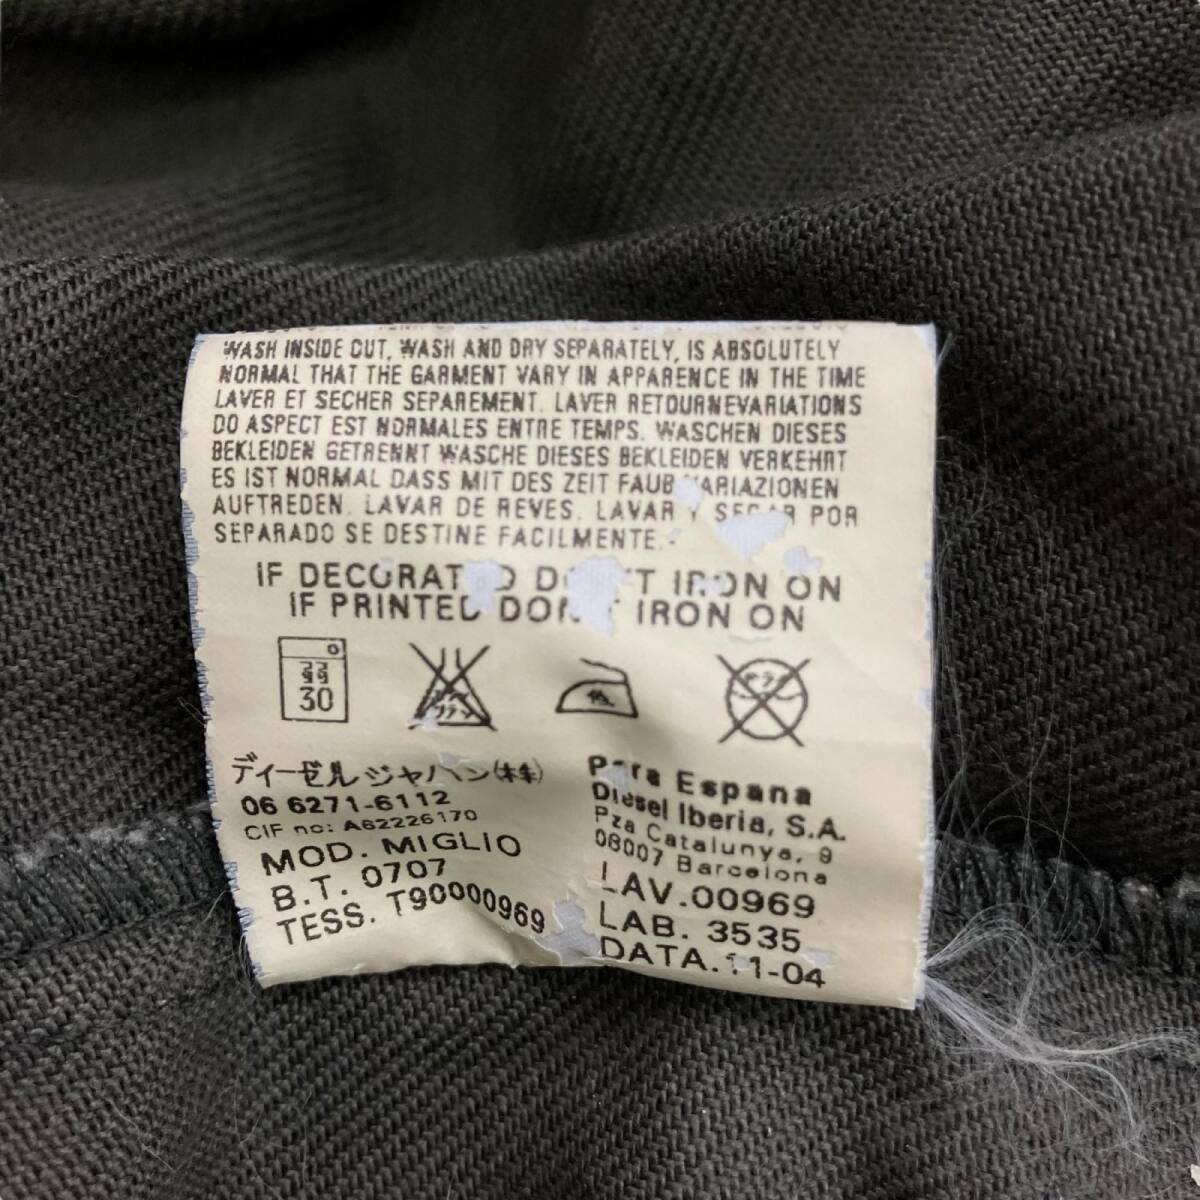 WASH INSIDE OUT, WASH AND DRY SEPARATELY, IS ABSOLUTELY
NORMAL THAT THE GARMENT VARY IN APPARENCE IN THE TIME
LAVER ET SECHER SEPAREMENT. LAVER RETOURNEVARIATIONS
DO ASPECT EST NORMALES ENTRE TEMPS. WASCHEN DIESES
BEKLEIDEN GETRENNT WASCHE DIESES BEKLEIDEN VERKEHRT
ES IST NORMAL DASS MIT DES ZEIT FAUB VARIAZIONEN
AUFTREDEN. LAVAR DE REVES. LAVAR Y SECAR POR
SEPARADO SE DESTINE FACILMENTE.-
IF DECORATED DON'T IRON ON
IF PRINTED DON'T IRON ON
30
ディーゼルジャパン(株)
06 6271-6112
CIF no: A62226170
MOD. MIGLIO
B.T. 0707
TESS. T90000969
Para Espana
Diesel Iberia, S.A.
Pza Catalunya, 9
08007 Barcelona
LAV.00969
LAB. 3535
DATA.11-04